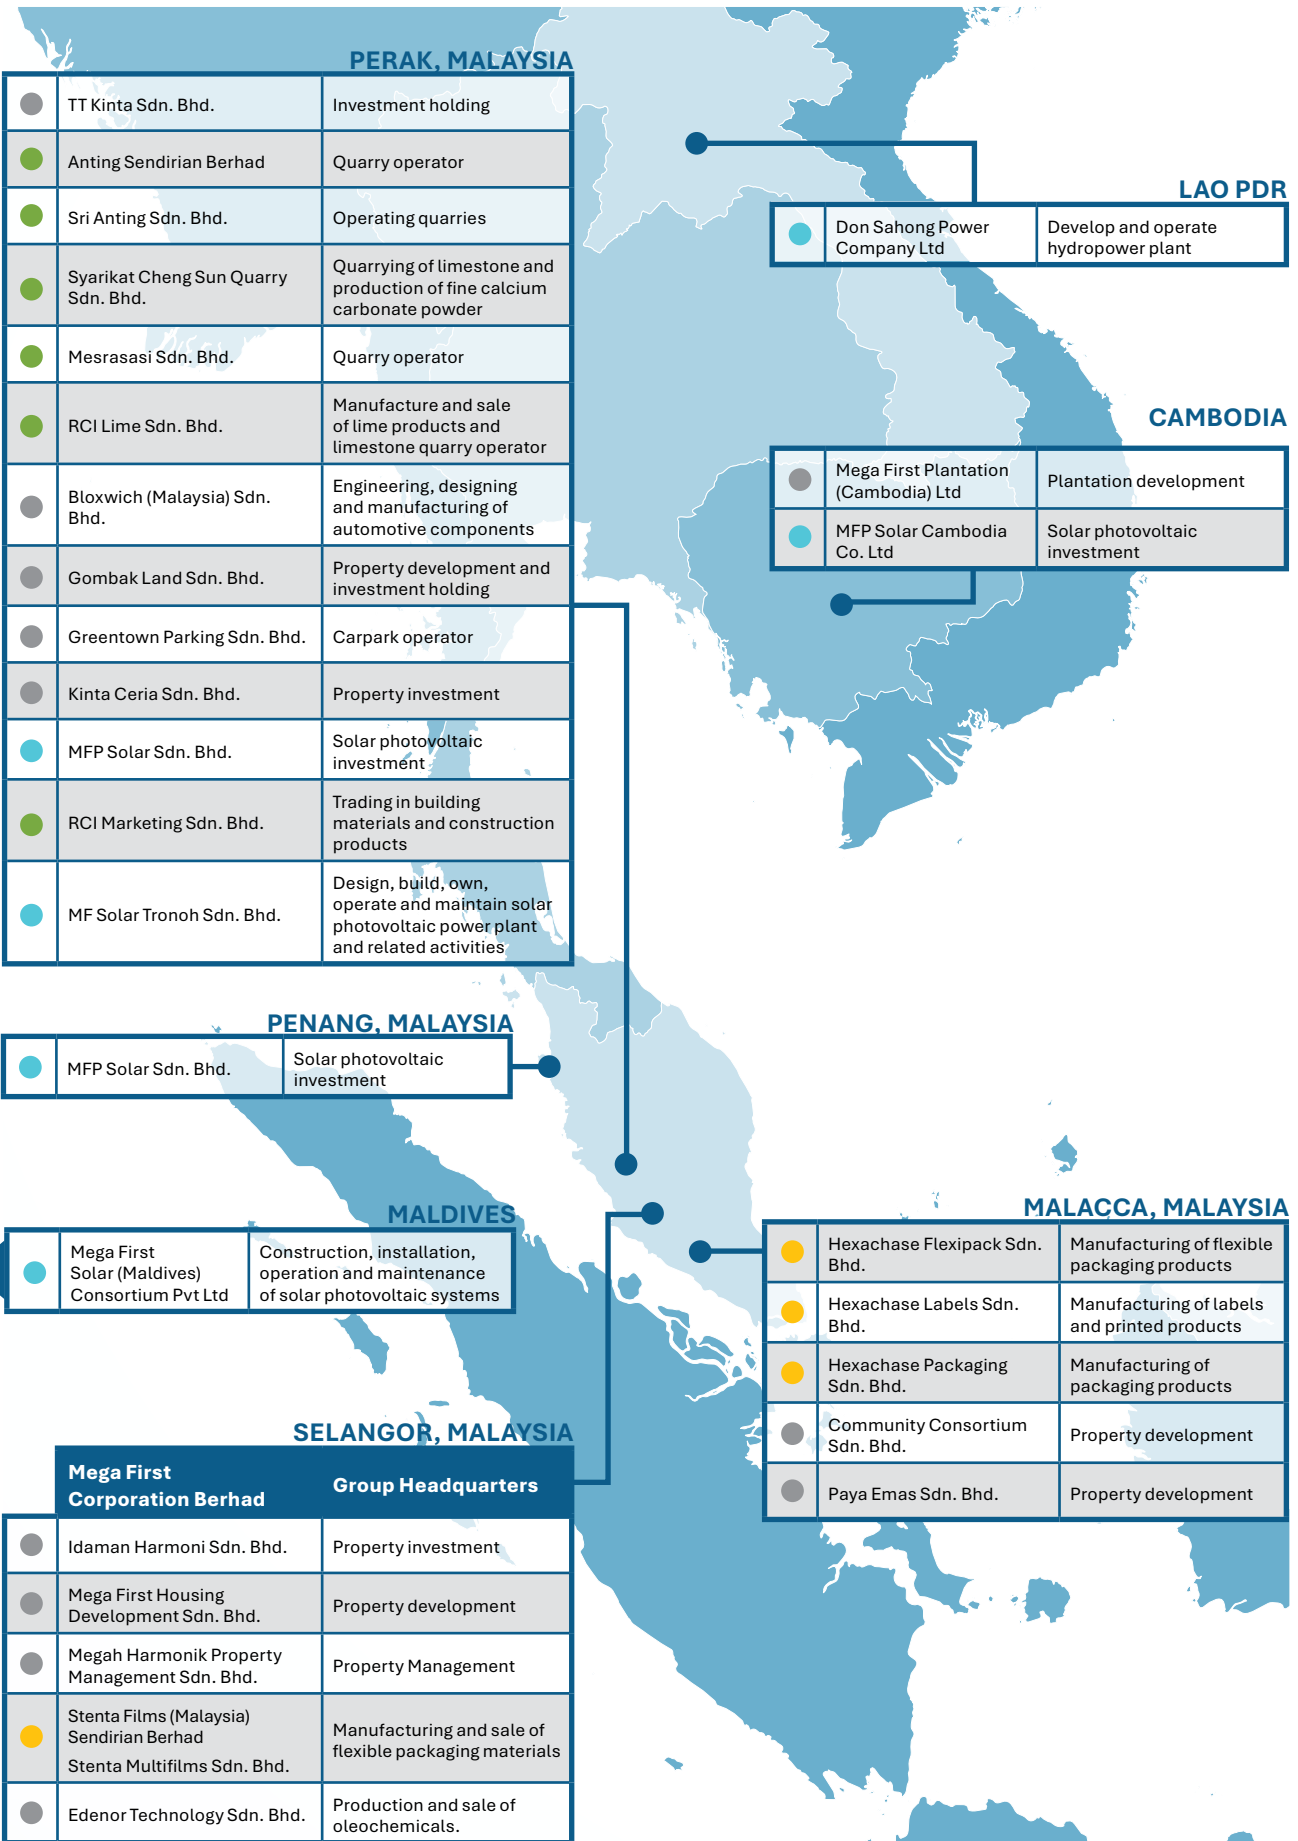 PERAK, MALAYSIA
TT Kinta Sdn. Bhd.
Investment holding
Anting Sendirian Berhad
Quarry operator
Sri Anting Sdn. Bhd.
Operating quarries
Syarikat Cheng Sun Quarry
Sdn. Bhd.
Quarrying of limestone and
production of fine calcium
carbonate powder
Mesrasasi Sdn. Bhd.
Quarry operator
RCI Lime Sdn. Bhd.
Manufacture and sale
of lime products and
limestone quarry operator
Bloxwich (Malaysia) Sdn.
Bhd.
Engineering, designing
and manufacturing of
automotive components
Gombak Land Sdn. Bhd.
Property development and
investment holding
Greentown Parking Sdn. Bhd.
Carpark operator
Kinta Ceria Sdn. Bhd.
Property investment
MFP Solar Sdn. Bhd.
Solar photovoltaic
investment
RCI Marketing Sdn. Bhd.
Trading in building
materials and construction
products
MF Solar Tronoh Sdn. Bhd.
Design, build, own,
operate and maintain solar
photovoltaic power plant
and related activities
LAO PDR
Don Sahong Power
Company Ltd
Develop and operate
hydropower plant
CAMBODIA
Mega First Plantation
(Cambodia) Ltd
Plantation development
MFP Solar Cambodia
Co. Ltd
Solar photovoltaic
investment
PENANG, MALAYSIA
MFP Solar Sdn. Bhd.
Solar photovoltaic
investment
MALDIVES
Mega First
Solar (Maldives)
Consortium Pvt Ltd
Construction, installation,
operation and maintenance
of solar photovoltaic systems
MALACCA, MALAYSIA
Hexachase Flexipack Sdn.
Bhd.
Manufacturing of flexible
packaging products
Hexachase Labels Sdn.
Bhd.
Manufacturing of labels
and printed products
Hexachase Packaging
Sdn. Bhd.
Manufacturing of
packaging products
Community Consortium
Sdn. Bhd.
Property development
Paya Emas Sdn. Bhd.
Property development
SELANGOR, MALAYSIA
Mega First
Corporation Berhad
Group Headquarters
Idaman Harmoni Sdn. Bhd.
Property investment
Mega First Housing
Development Sdn. Bhd.
Property development
Megah Harmonik Property
Management Sdn. Bhd.
Property Management
Stenta Films (Malaysia)
Sendirian Berhad
Stenta Multifilms Sdn. Bhd.
Manufacturing and sale of
flexible packaging materials
Edenor Technology Sdn. Bhd.
Production and sale of
oleochemicals.